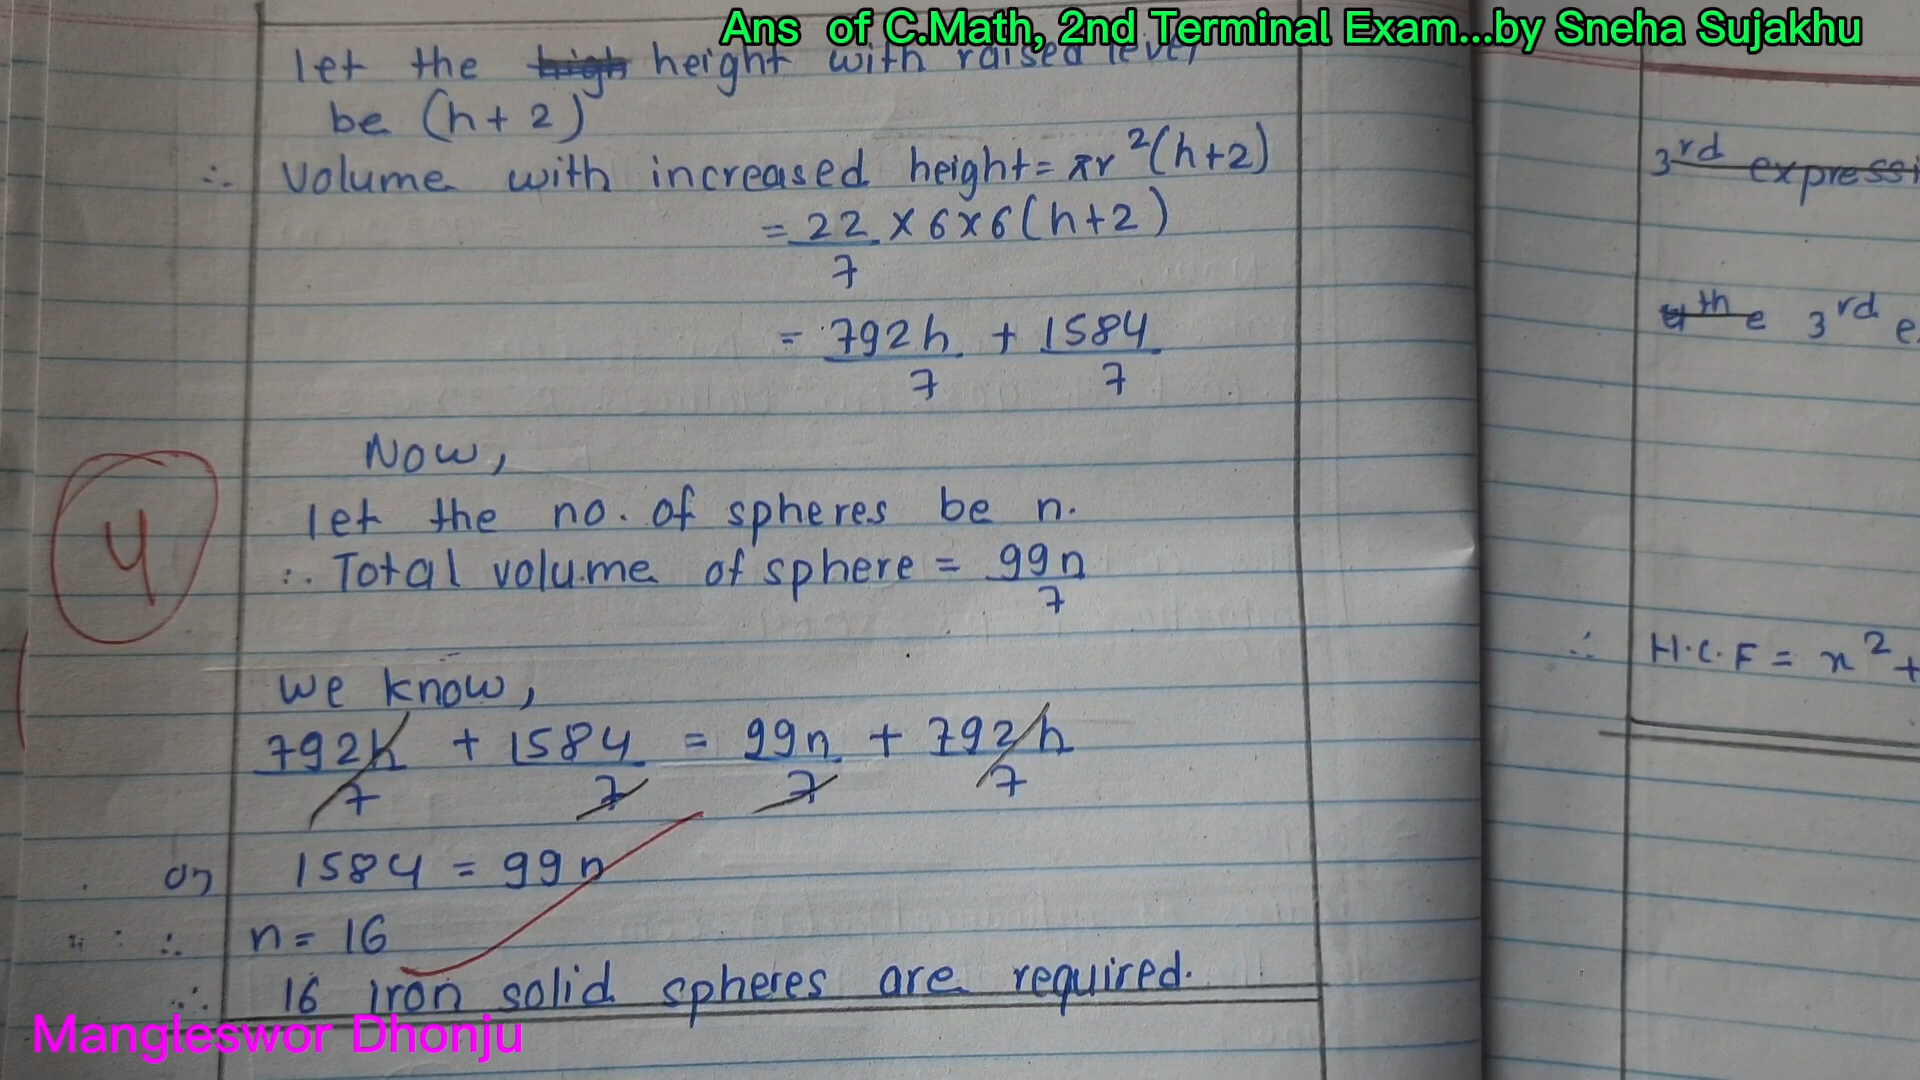 Ans of C.Math, 2nd Terminal Exam...by Sneha Sujakhu
let the high height with raised level
be (h+2)
∴ Volume with increased height = πr²(h+2)
= 22/7 × 6×6(h+2)
= 792h/7 + 1584/7
Now,
let the no. of spheres be n.
4
∴ Total volume of sphere = 99n/7
We know,
792h/7 + 1584/7 = 99n/7 + 792h/7
or 1584 = 99n
∴ n = 16
∴ 16 iron solid spheres are required.
Mangleswor Dhonju
3rd expressi
4th e 3rd e
∴ H.C.F = x² +